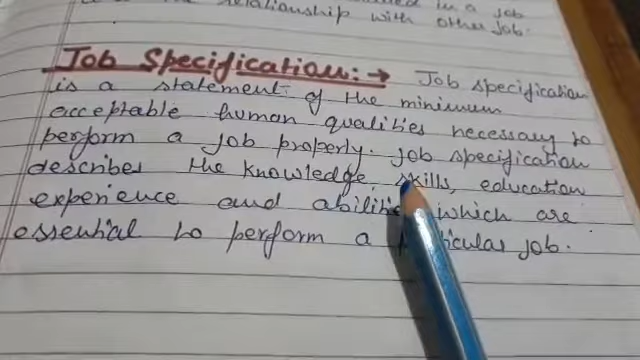 in a job
relationship with other job.
Job Specification:→ Job specification
is a statement of the minimum
acceptable human qualities necessary to
perform a job properly. Job specification
describes the knowledge, skills, education
experience and abilities which are
essential to perform a particular job.